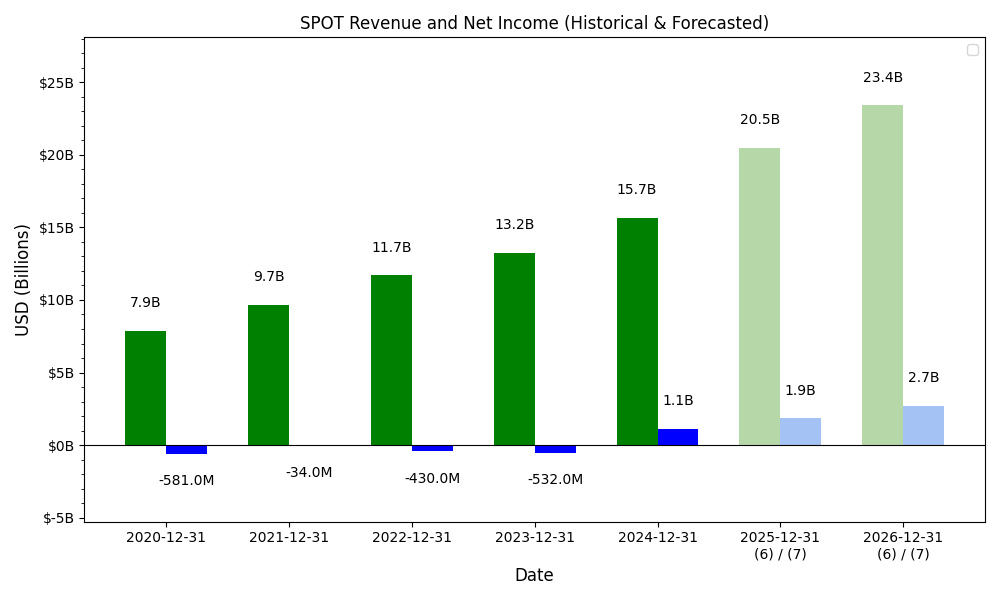 SPOT Revenue and Net Income (Historical & Forecasted)
USD (Billions)
$25B
$20B
$15B
$10B
$5B
$0B
$-5B
7.9B
-581.0M
9.7B
-34.0M
11.7B
-430.0M
13.2B
-532.0M
15.7B
1.1B
20.5B
1.9B
23.4B
2.7B
2020-12-31
2021-12-31
2022-12-31
2023-12-31
2024-12-31
2025-12-31
(6) / (7)
2026-12-31
(6) / (7)
Date